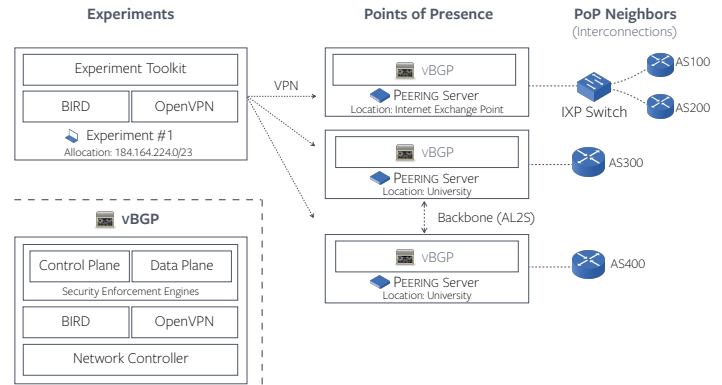 Experiments
Points of Presence
PoP Neighbors
(Interconnections)
Experiment Toolkit
BIRD
OpenVPN
Experiment #1
Allocation: 184.164.224.0/23
VPN
vBGP
PEERING Server
Location: Internet Exchange Point
IXP Switch
AS100
AS200
vBGP
PEERING Server
Location: University
AS300
Backbone (AL2S)
vBGP
PEERING Server
Location: University
AS400
vBGP
Control Plane
Data Plane
Security Enforcement Engines
BIRD
OpenVPN
Network Controller